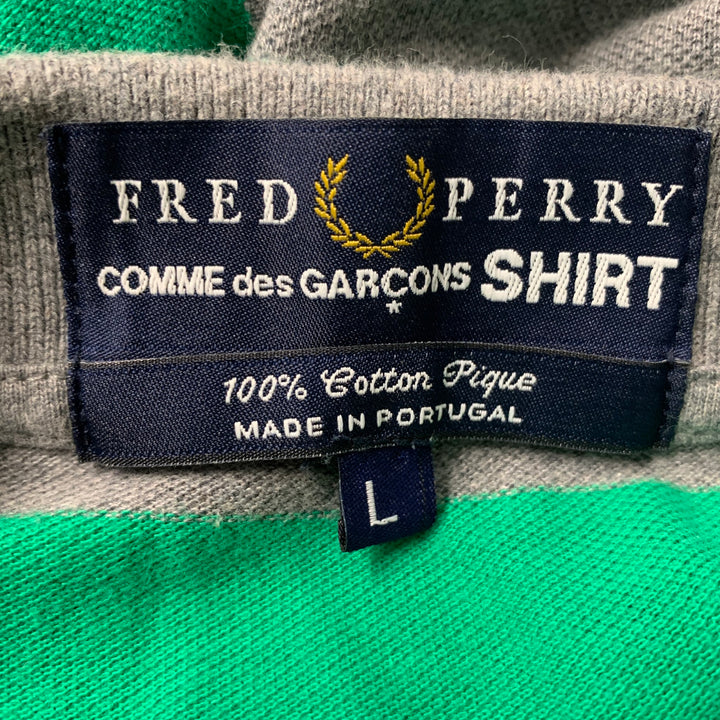 FRED PERRY
COMME des GARÇONS SHIRT
*
100% Cotton Pique
MADE IN PORTUGAL
L